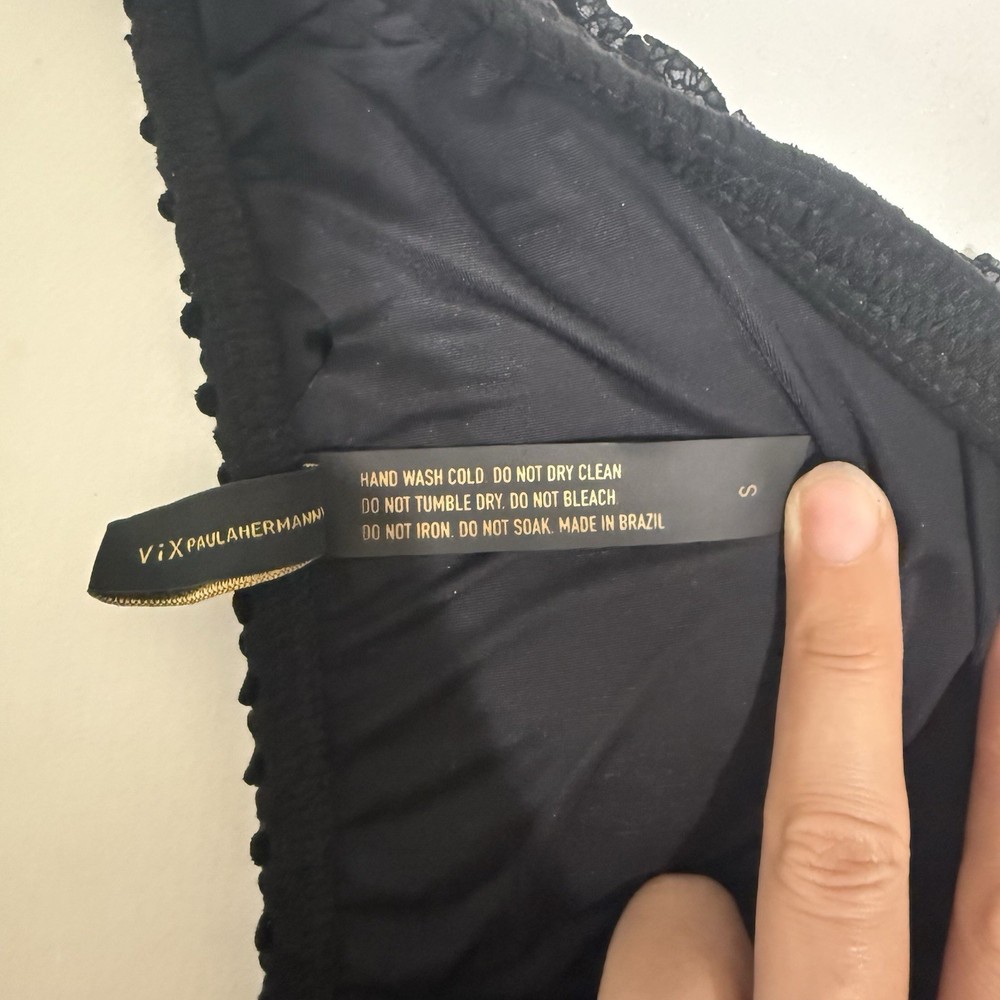 ViX PAULAHERMANN
HAND WASH COLD. DO NOT DRY CLEAN
DO NOT TUMBLE DRY. DO NOT BLEACH.
DO NOT IRON. DO NOT SOAK. MADE IN BRAZIL
S